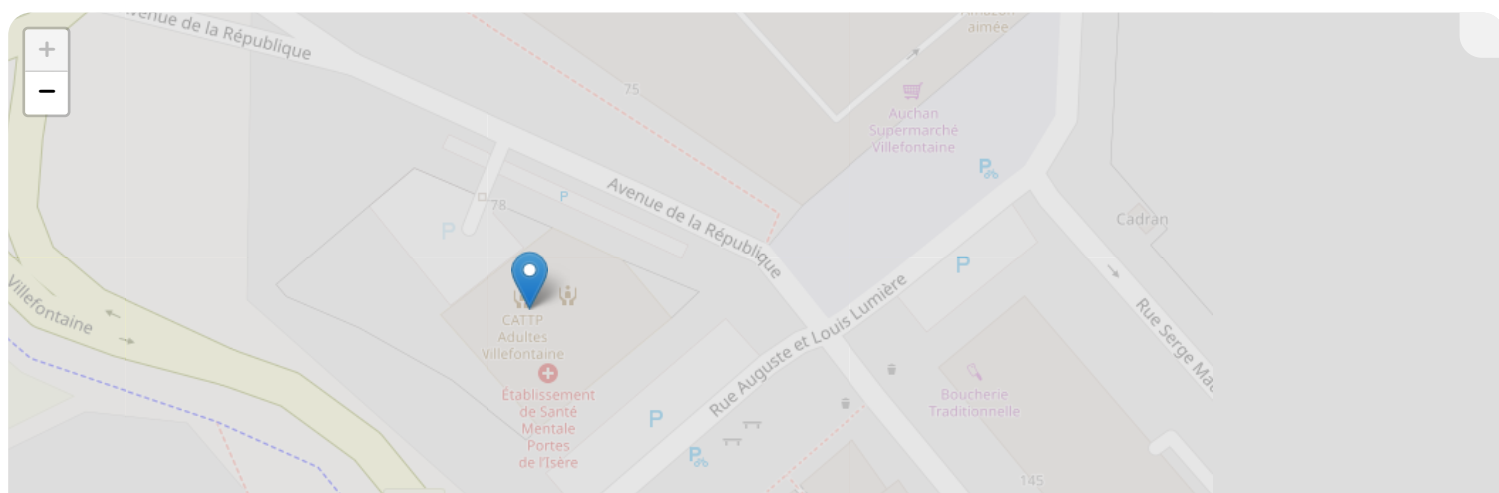 Avenue de la République
aimée
+
−
75
Auchan
Supermarché
Villefontaine
P
P
Avenue de la République
78
P
Cadran
P
Villefontaine
CATTP
Adultes
Villefontaine
Rue Auguste et Louis Lumière
Rue Serge
Établissement
de Santé
Mentale
Portes
de l'Isère
Boucherie
Traditionnelle
P
P
145